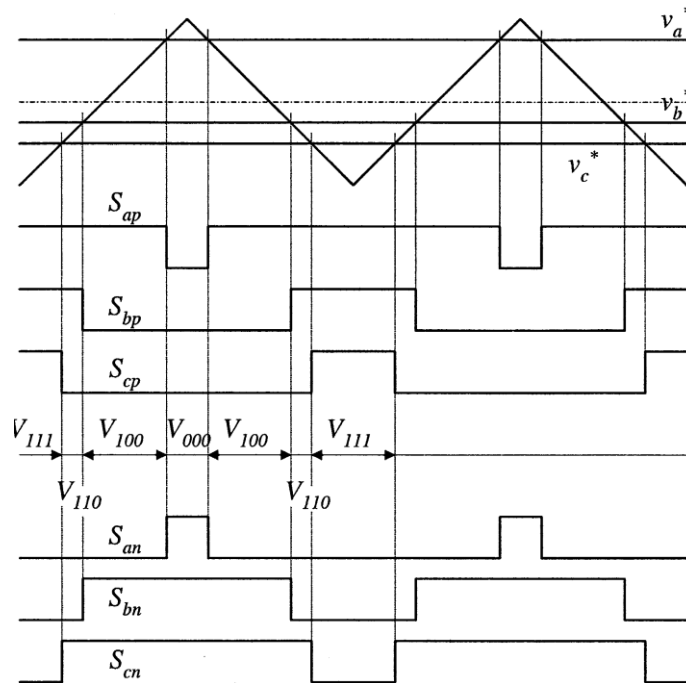 v_a^*
v_b^*
v_c^*
S_ap
S_bp
S_cp
V_111 V_100 V_000 V_100 V_111
V_110 V_110
S_an
S_bn
S_cn